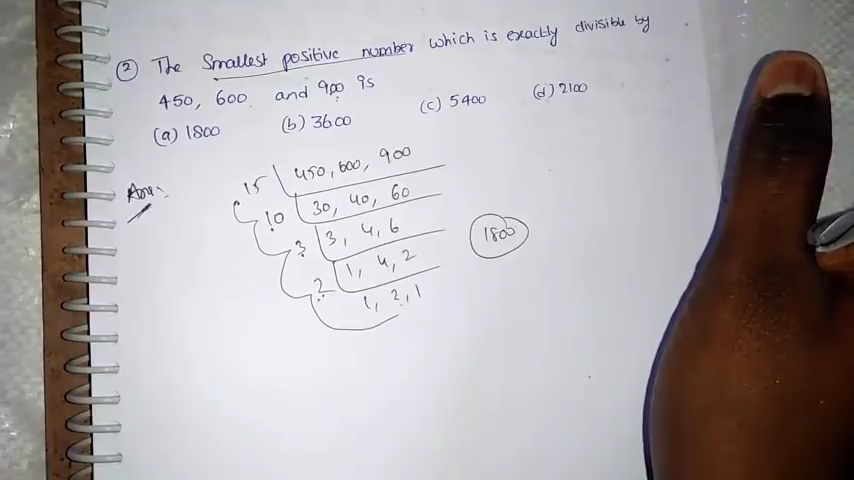 ② The Smallest positive number which is exactly divisible by
450, 600 and 900 is
(a) 1800 (b) 3600 (c) 5400 (d) 2100
Ans:
15 450, 600, 900
10 30, 40, 60
3 3, 4, 6
2 1, 4, 2
1, 2, 1
1800